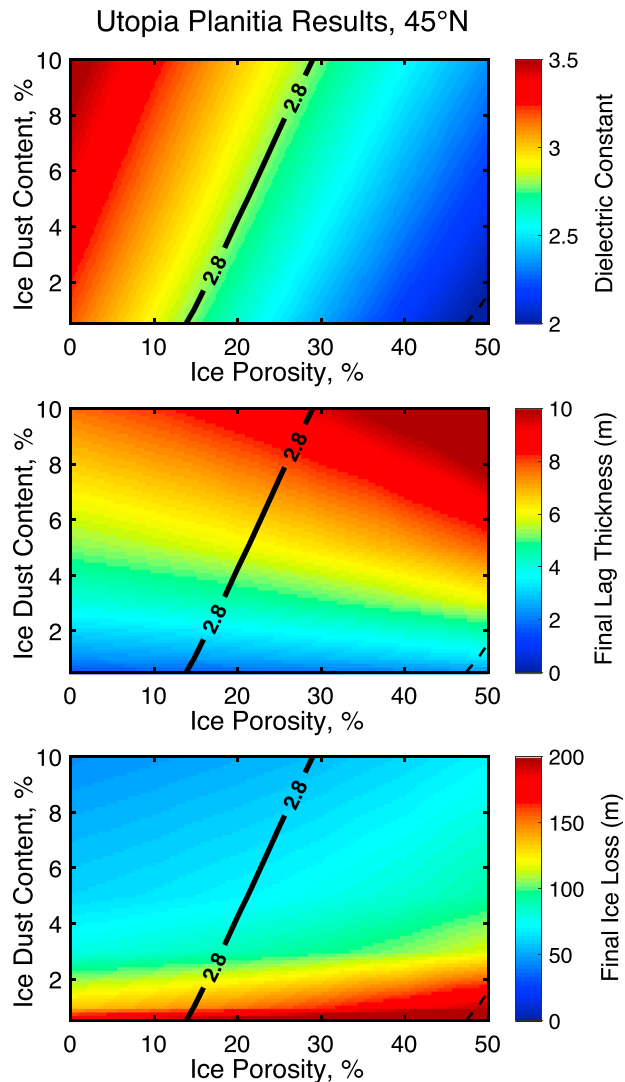 Utopia Planitia Results, 45°N
Ice Dust Content, %
10
8
6
4
2
2.8
2.8
0 10 20 30 40 50
Ice Porosity, %
3.5
3
2.5
2
Dielectric Constant
Ice Dust Content, %
10
8
6
4
2
2.8
2.8
0 10 20 30 40 50
Ice Porosity, %
10
8
6
4
2
0
Final Lag Thickness (m)
Ice Dust Content, %
10
8
6
4
2
2.8
2.8
0 10 20 30 40 50
Ice Porosity, %
200
150
100
50
0
Final Ice Loss (m)